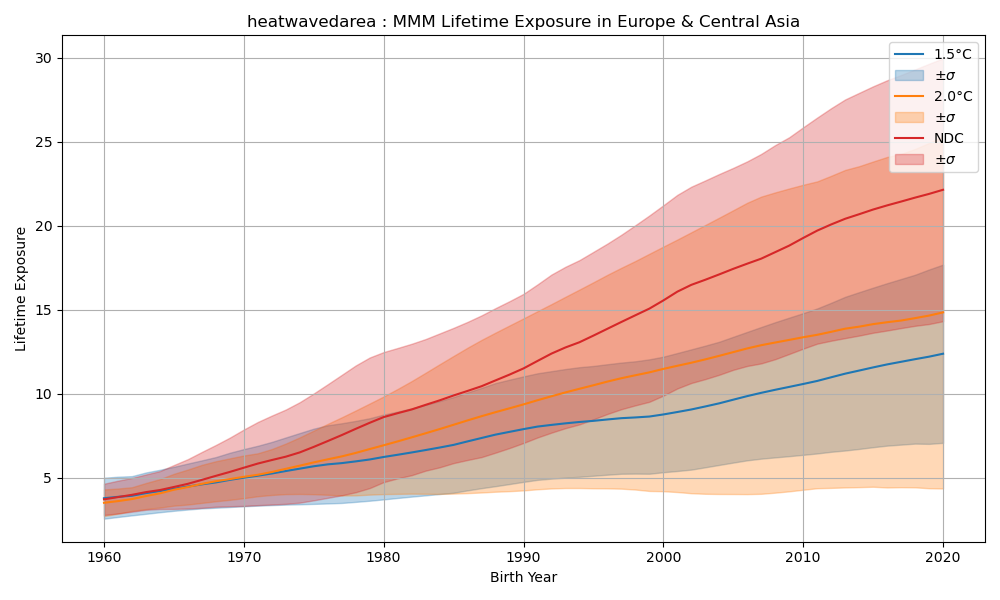 heatwavedarea : MMM Lifetime Exposure in Europe & Central Asia
Lifetime Exposure
30
25
20
15
10
5
1.5°C
±σ
2.0°C
±σ
NDC
±σ
1960 1970 1980 1990 2000 2010 2020
Birth Year